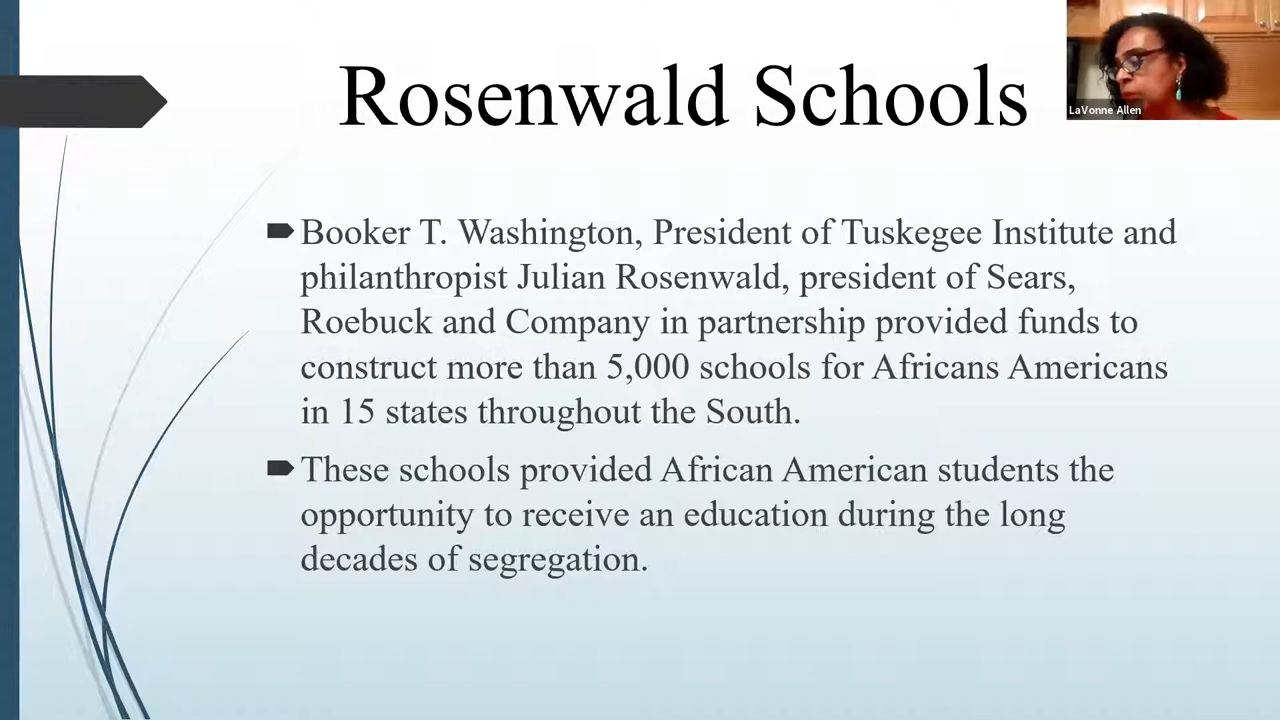 Rosenwald Schools
LaVonne Allen
Booker T. Washington, President of Tuskegee Institute and
philanthropist Julian Rosenwald, president of Sears,
Roebuck and Company in partnership provided funds to
construct more than 5,000 schools for Africans Americans
in 15 states throughout the South.
These schools provided African American students the
opportunity to receive an education during the long
decades of segregation.